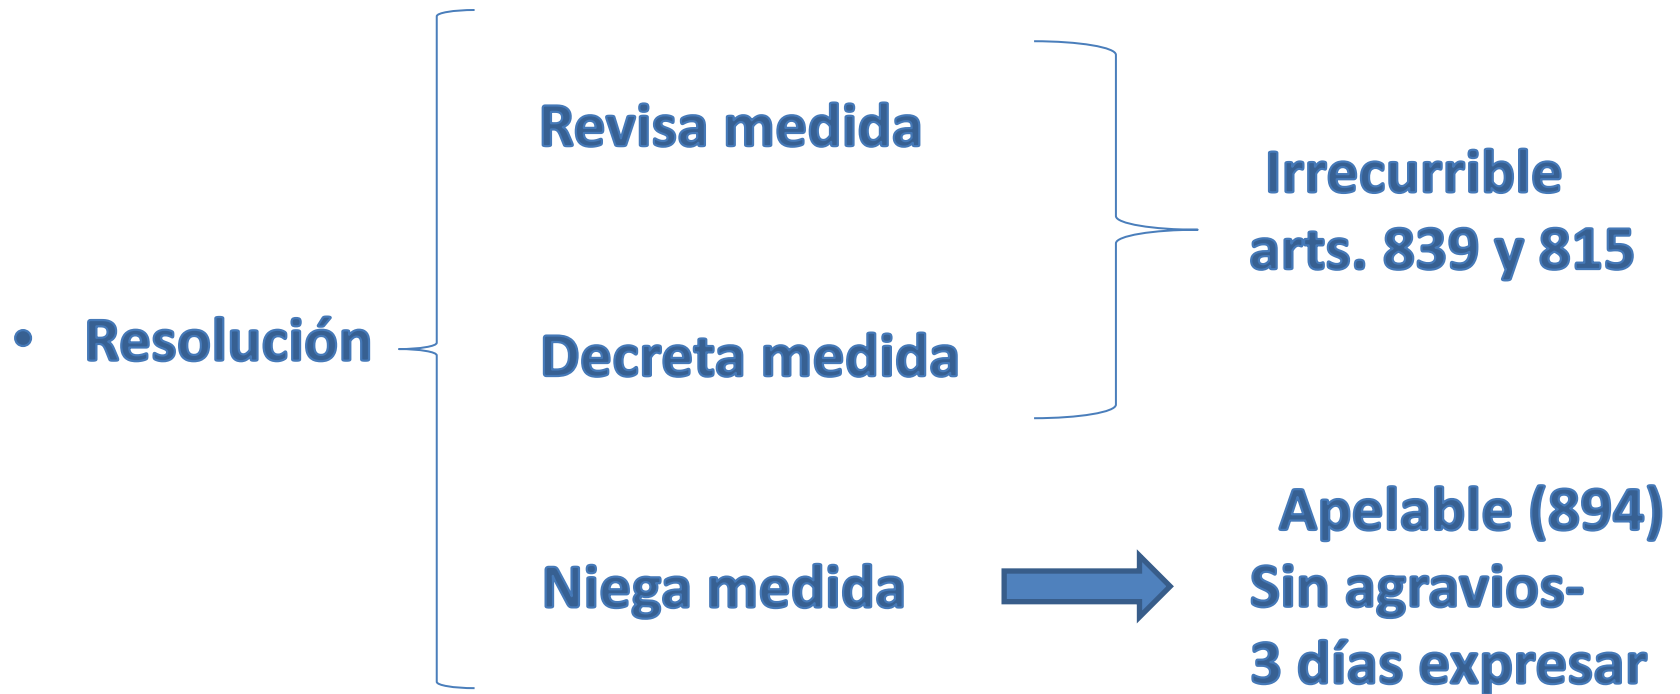 • Resolución
Revisa medida
Decreta medida
Niega medida
Irrecurrible
arts. 839 y 815
Apelable (894)
Sin agravios-
3 días expresar